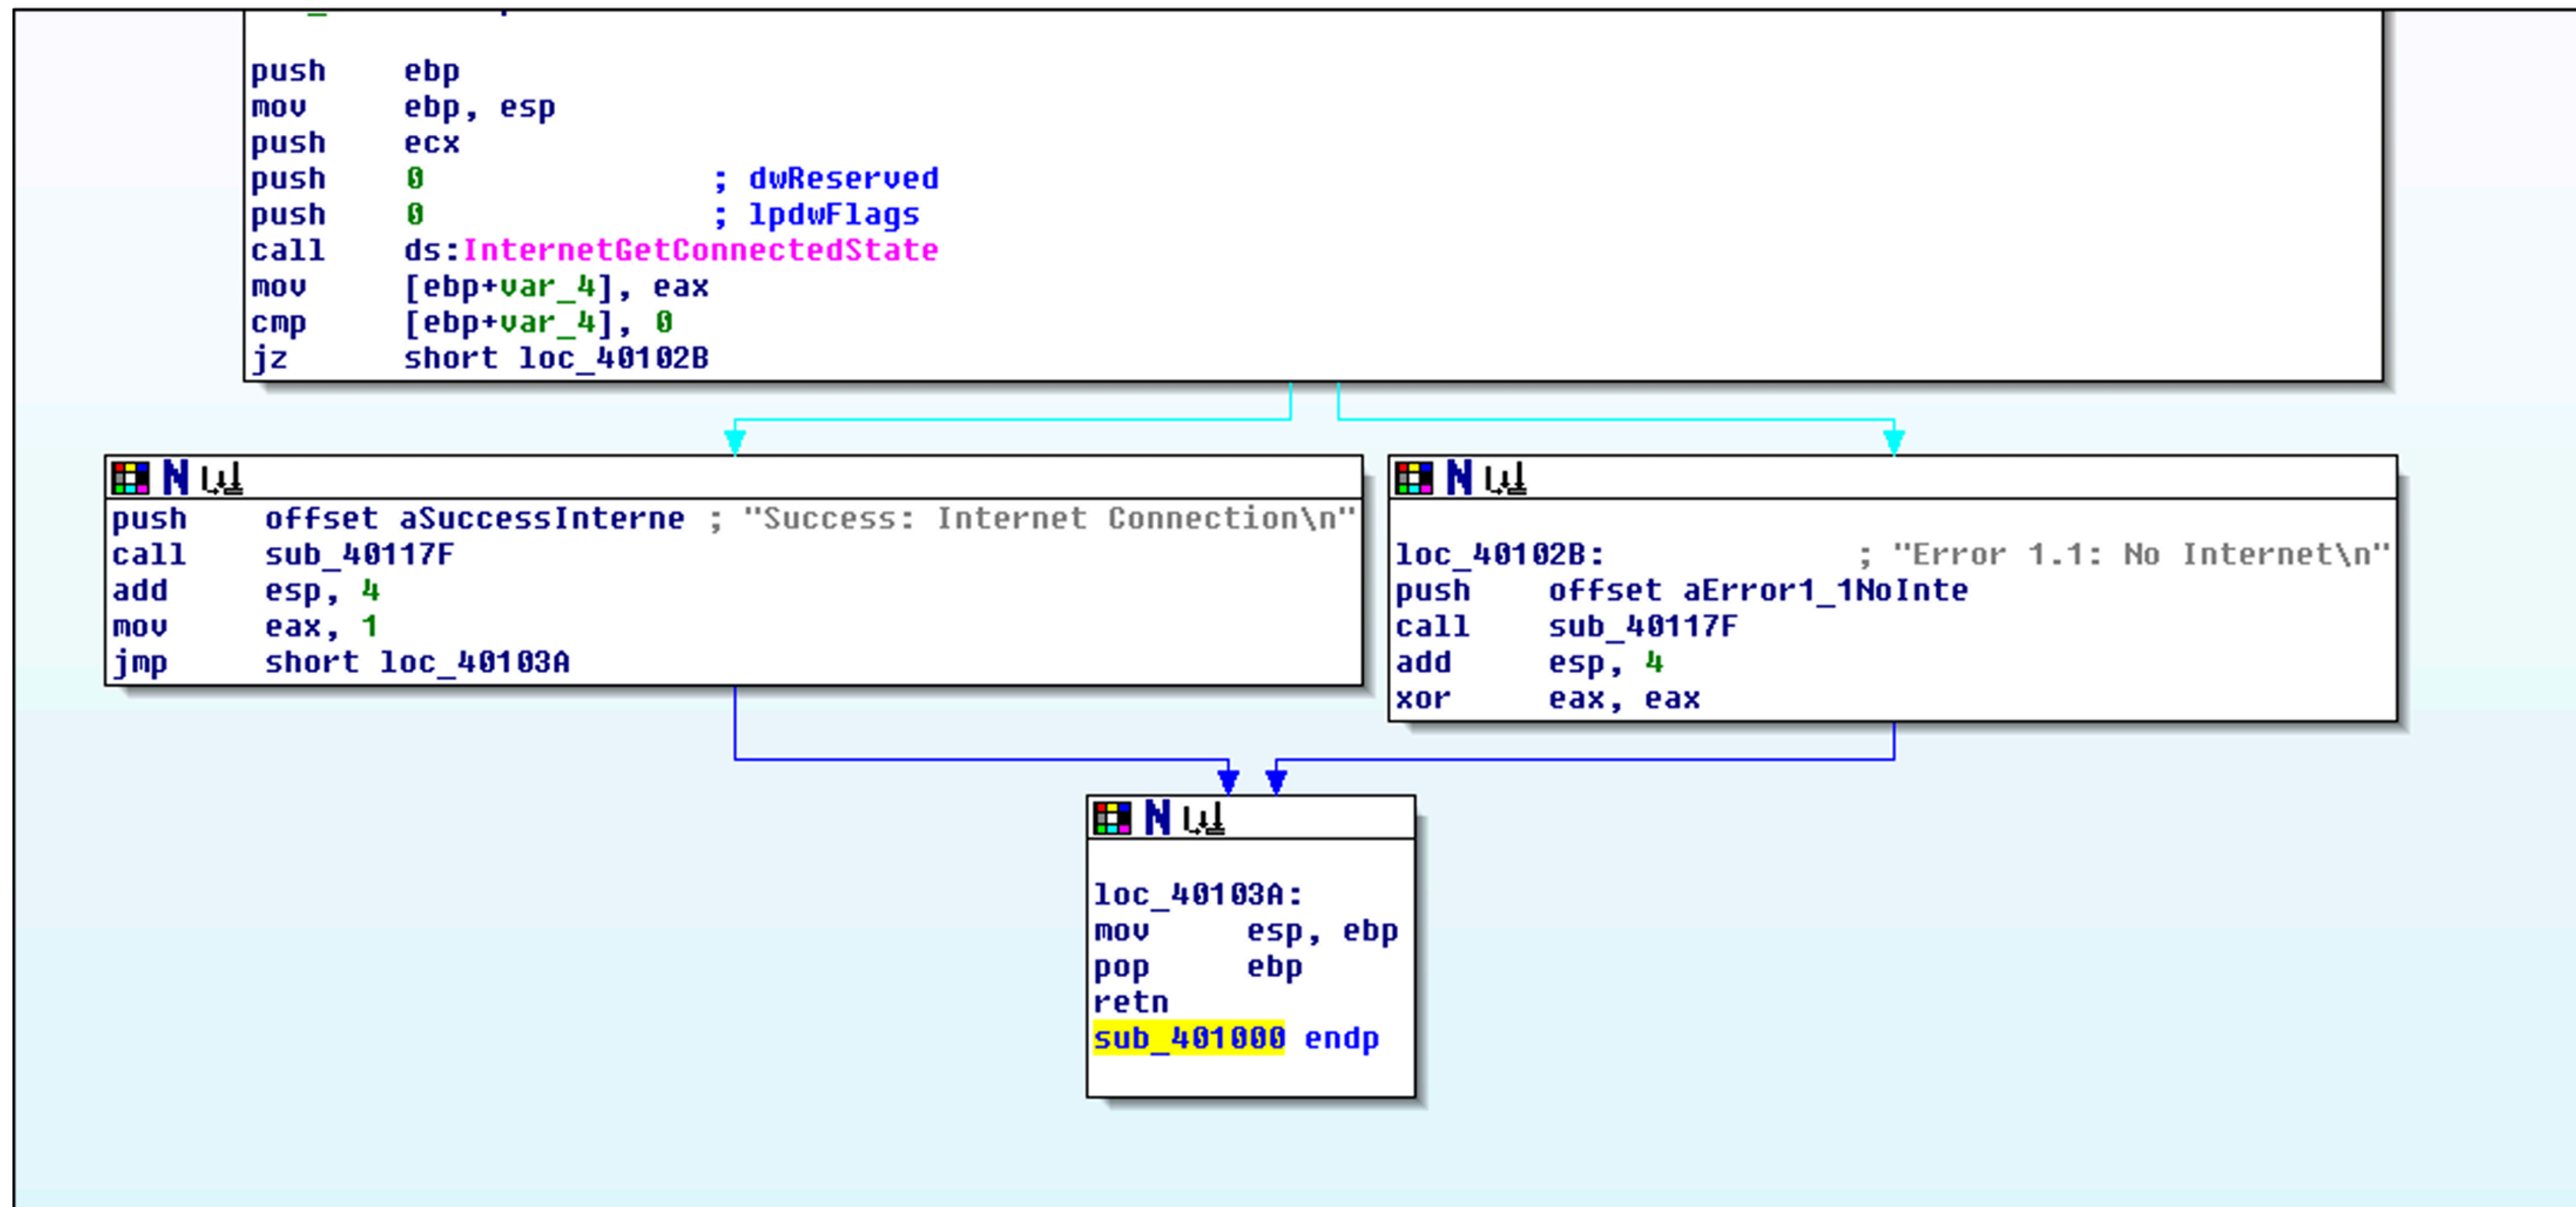 push ebp
mov ebp, esp
push ecx
push 0 ; dwReserved
push 0 ; lpdwFlags
call ds:InternetGetConnectedState
mov [ebp+var_4], eax
cmp [ebp+var_4], 0
jz short loc_40102B
push offset aSuccessInterne ; "Success: Internet Connection\n"
call sub_40117F
add esp, 4
mov eax, 1
jmp short loc_40103A
loc_40102B: ; "Error 1.1: No Internet\n"
push offset aError1_1NoInte
call sub_40117F
add esp, 4
xor eax, eax
loc_40103A:
mov esp, ebp
pop ebp
retn
sub_401000 endp